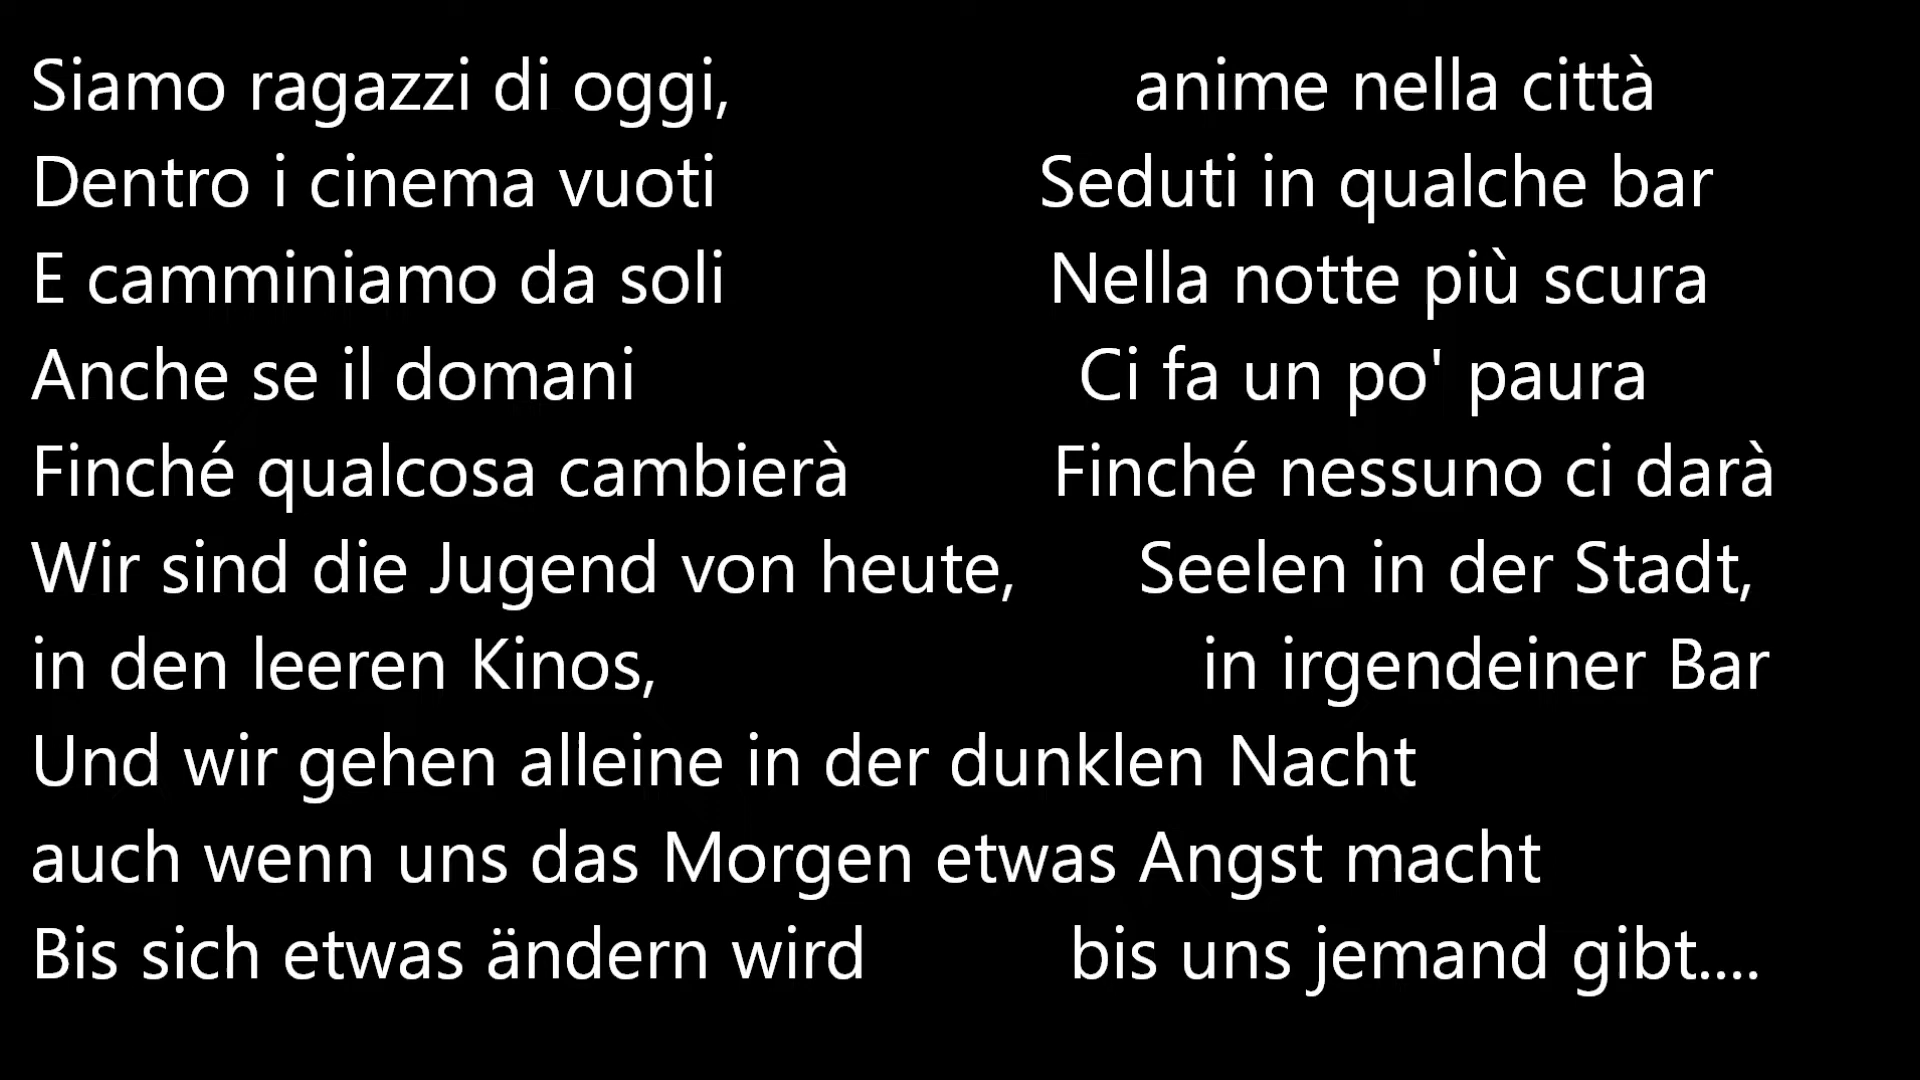 Siamo ragazzi di oggi, anime nella città
Dentro i cinema vuoti Seduti in qualche bar
E camminiamo da soli Nella notte più scura
Anche se il domani Ci fa un po' paura
Finché qualcosa cambierà Finché nessuno ci darà
Wir sind die Jugend von heute, Seelen in der Stadt,
in den leeren Kinos, in irgendeiner Bar
Und wir gehen alleine in der dunklen Nacht
auch wenn uns das Morgen etwas Angst macht
Bis sich etwas ändern wird bis uns jemand gibt....